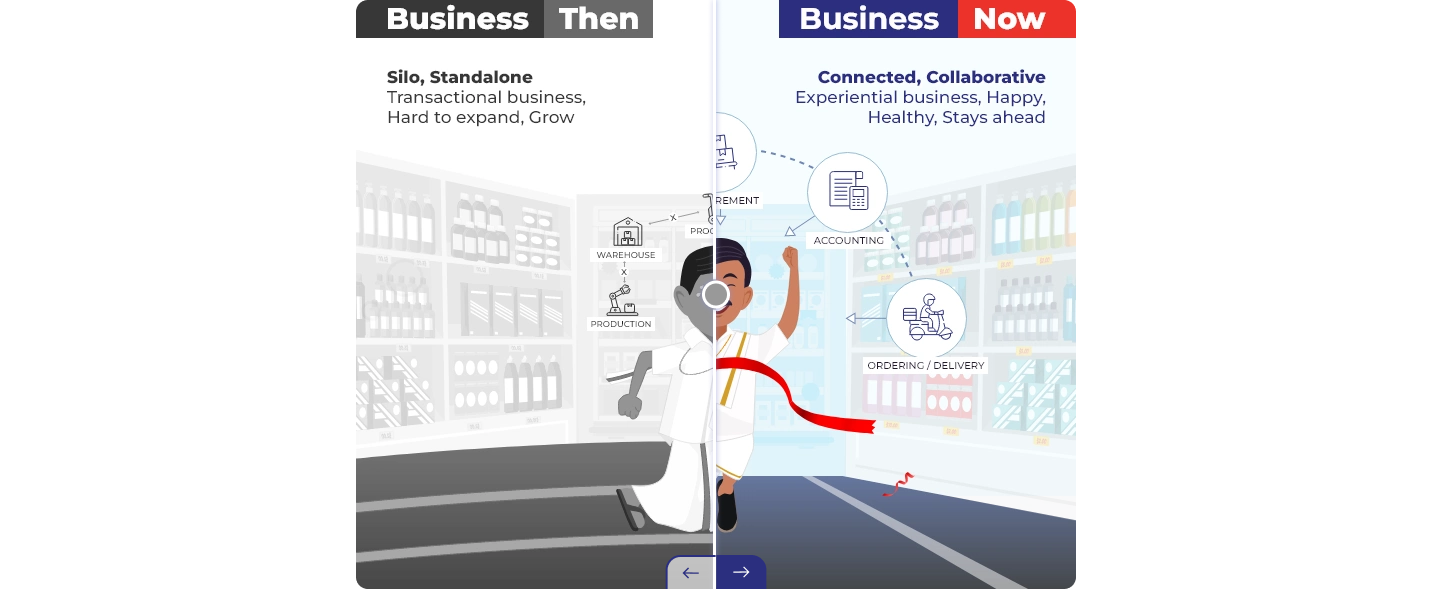 Business Then
Silo, Standalone
Transactional business,
Hard to expand, Grow
X
PROC
WAREHOUSE
X
PRODUCTION
Business Now
Connected, Collaborative
Experiential business, Happy,
Healthy, Stays ahead
REMENT
ACCOUNTING
ORDERING / DELIVERY